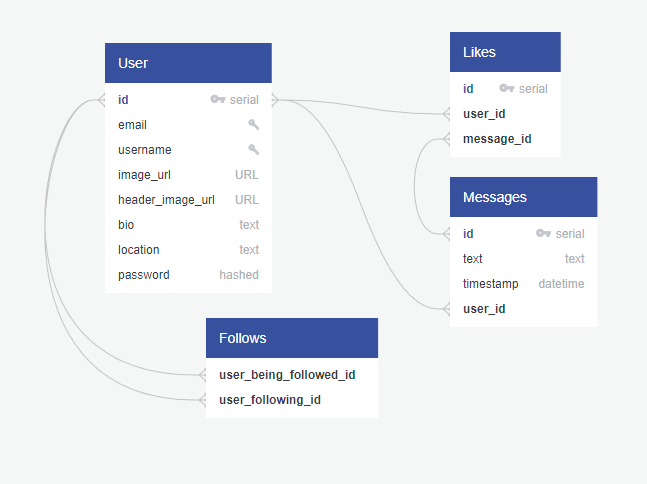 User
id serial
email
username
image_url URL
header_image_url URL
bio text
location text
password hashed
Likes
id serial
user_id
message_id
Messages
id serial
text text
timestamp datetime
user_id
Follows
user_being_followed_id
user_following_id